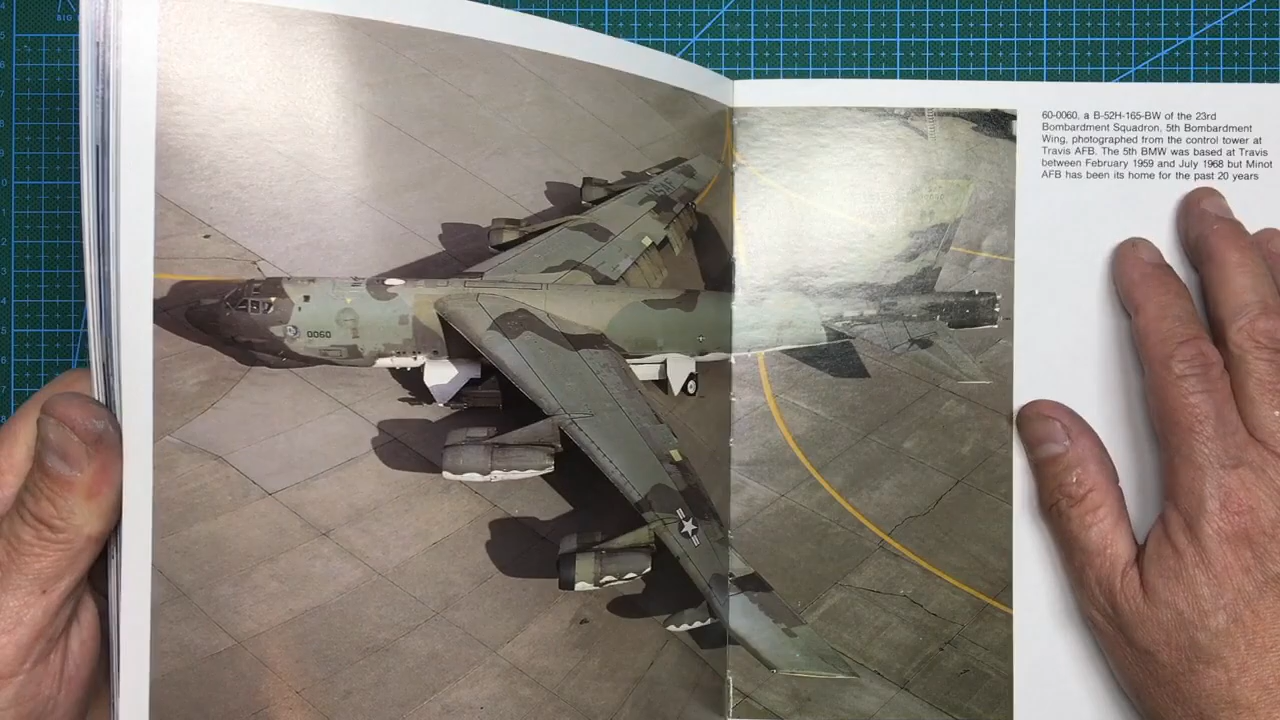 60-0060, a B-52H-165-BW of the 23rd
Bombardment Squadron, 5th Bombardment
Wing, photographed from the control tower at
Travis AFB. The 5th BMW was based at Travis
between February 1959 and July 1968 but Minot
AFB has been its home for the past 20 years
USAF
0060